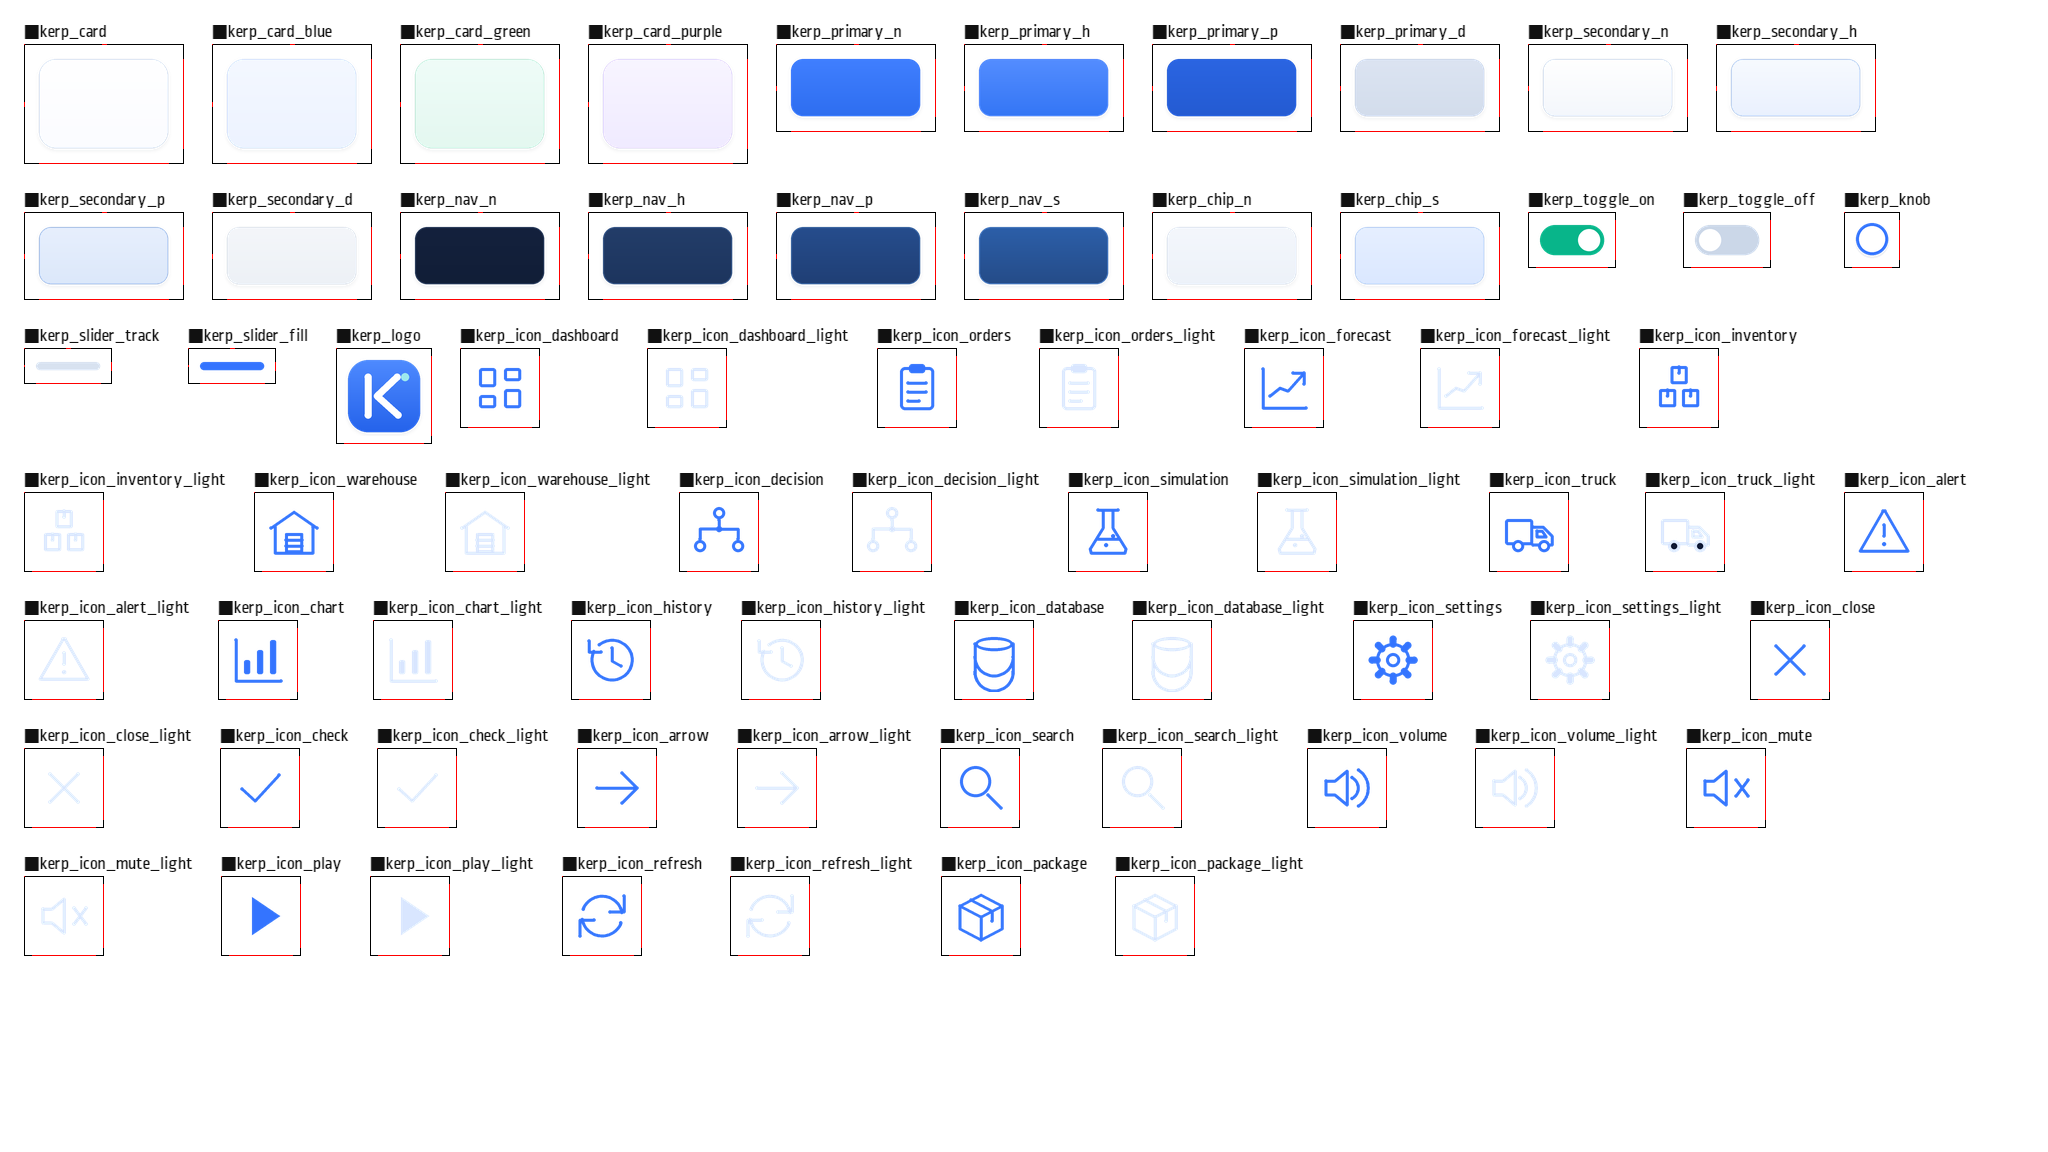 kerp_card kerp_card_blue kerp_card_green kerp_card_purple kerp_primary_n kerp_primary_h kerp_primary_p kerp_primary_d kerp_secondary_n kerp_secondary_h
kerp_secondary_p kerp_secondary_d kerp_nav_n kerp_nav_h kerp_nav_p kerp_nav_s kerp_chip_n kerp_chip_s kerp_toggle_on kerp_toggle_off kerp_knob
kerp_slider_track kerp_slider_fill kerp_logo kerp_icon_dashboard kerp_icon_dashboard_light kerp_icon_orders kerp_icon_orders_light kerp_icon_forecast kerp_icon_forecast_light kerp_icon_inventory
K
kerp_icon_inventory_light kerp_icon_warehouse kerp_icon_warehouse_light kerp_icon_decision kerp_icon_decision_light kerp_icon_simulation kerp_icon_simulation_light kerp_icon_truck kerp_icon_truck_light kerp_icon_alert
kerp_icon_alert_light kerp_icon_chart kerp_icon_chart_light kerp_icon_history kerp_icon_history_light kerp_icon_database kerp_icon_database_light kerp_icon_settings kerp_icon_settings_light kerp_icon_close
kerp_icon_close_light kerp_icon_check kerp_icon_check_light kerp_icon_arrow kerp_icon_arrow_light kerp_icon_search kerp_icon_search_light kerp_icon_volume kerp_icon_volume_light kerp_icon_mute
kerp_icon_mute_light kerp_icon_play kerp_icon_play_light kerp_icon_refresh kerp_icon_refresh_light kerp_icon_package kerp_icon_package_light